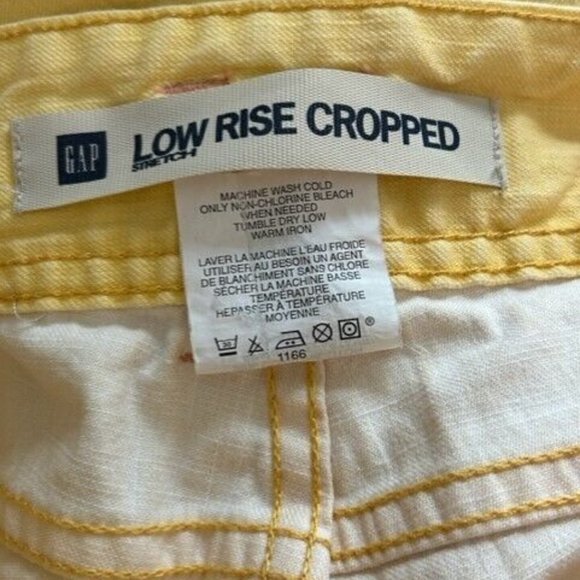 GAP
LOW RISE CROPPED
STRETCH
MACHINE WASH COLD
ONLY NON-CHLORINE BLEACH
WHEN NEEDED
TUMBLE DRY LOW
WARM IRON
LAVER LA MACHINE L'EAU FROIDE
UTILISER AU BESOIN UN AGENT
DE BLANCHIMENT SANS CHLORE
SÉCHER LA MACHINE BASSE
TEMPÉRATURE
HEPASSER À TEMPÉRATURE
MOYENNE
30 ®
1166